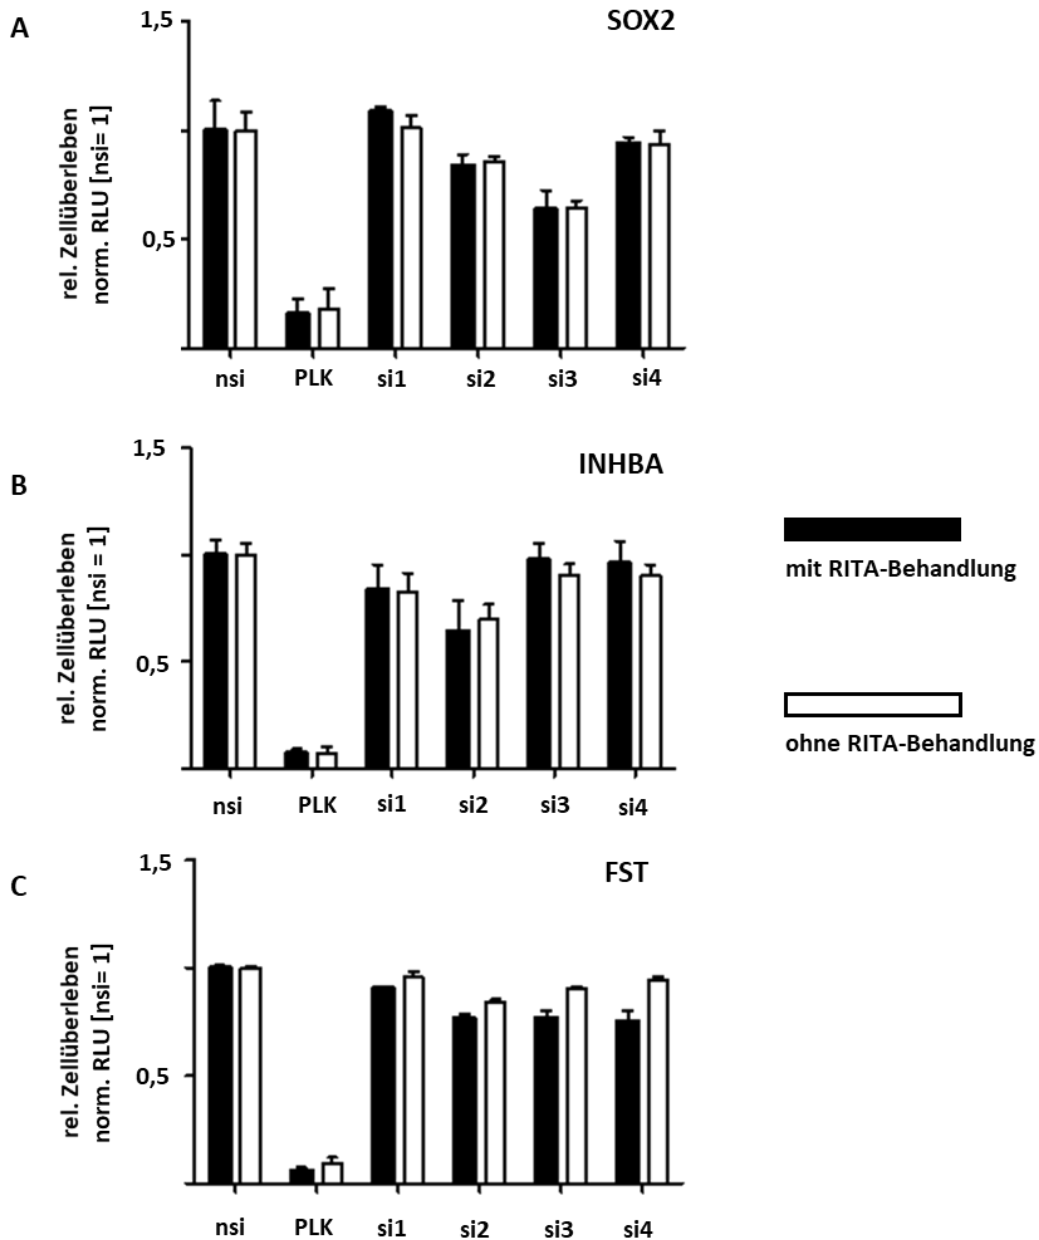 A
SOX2
1,5
0,5
rel. Zellüberleben
norm. RLU [nsi= 1]
nsi PLK si1 si2 si3 si4
B
INHBA
1,5
0,5
rel. Zellüberleben
norm. RLU [nsi = 1]
nsi PLK si1 si2 si3 si4
mit RITA-Behandlung
ohne RITA-Behandlung
C
FST
1,5
0,5
rel. Zellüberleben
norm. RLU [nsi= 1]
nsi PLK si1 si2 si3 si4